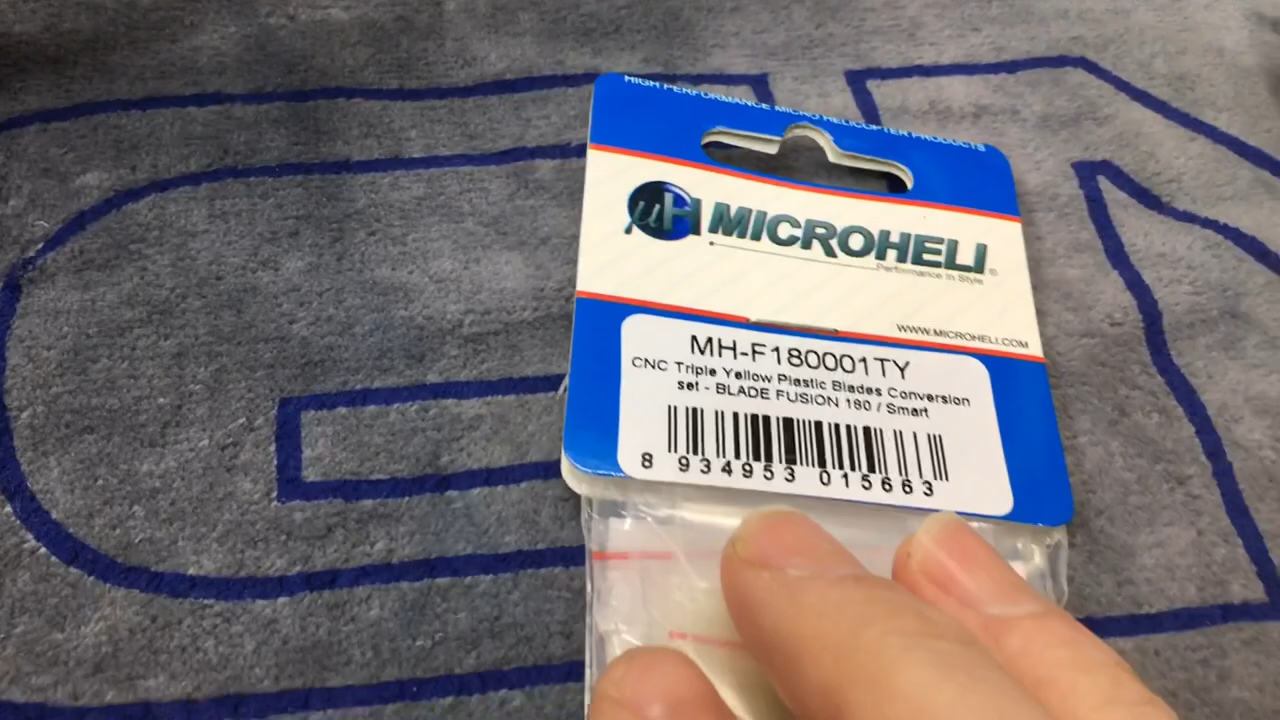 HIGH PERFORMANCE MICRO HELICOPTER PRODUCTS
µH MICROHELI®
Performance In Style
WWW.MICROHELI.COM
MH-F180001TY
CNC Triple Yellow Plastic Blades Conversion
set - BLADE FUSION 180 / Smart
8 934953 015663